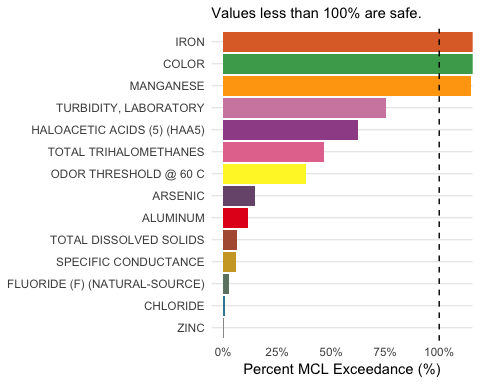 Values less than 100% are safe.
IRON
COLOR
MANGANESE
TURBIDITY, LABORATORY
HALOACETIC ACIDS (5) (HAA5)
TOTAL TRIHALOMETHANES
ODOR THRESHOLD @ 60 C
ARSENIC
ALUMINUM
TOTAL DISSOLVED SOLIDS
SPECIFIC CONDUCTANCE
FLUORIDE (F) (NATURAL-SOURCE)
CHLORIDE
ZINC
0% 25% 50% 75% 100%
Percent MCL Exceedance (%)